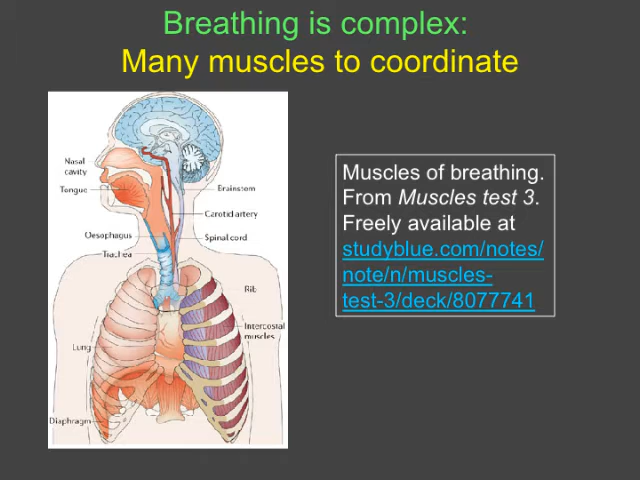 Breathing is complex:
Many muscles to coordinate
Nasal
cavity
Tongue
Brainstem
Carotid artery
Oesophagus
Spinal cord
Trachea
Rib
Intercostal
muscles
Lung
Diaphragm
Muscles of breathing.
From Muscles test 3.
Freely available at
studyblue.com/notes/
note/n/muscles-
test-3/deck/8077741